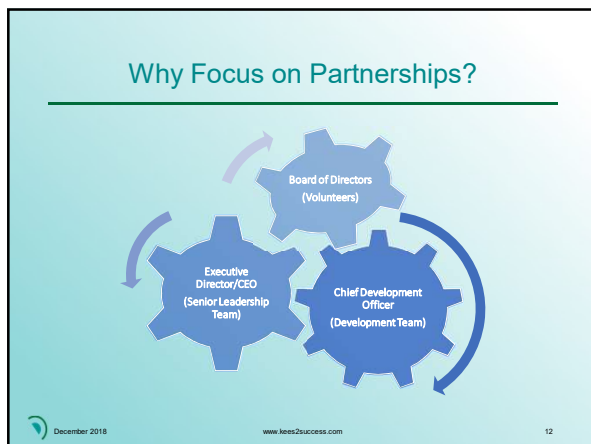 Why Focus on Partnerships?
Board of Directors
(Volunteers)
Executive
Director/CEO
(Senior Leadership
Team)
Chief Development
Officer
(Development Team)
December 2018
www.kees2success.com
12